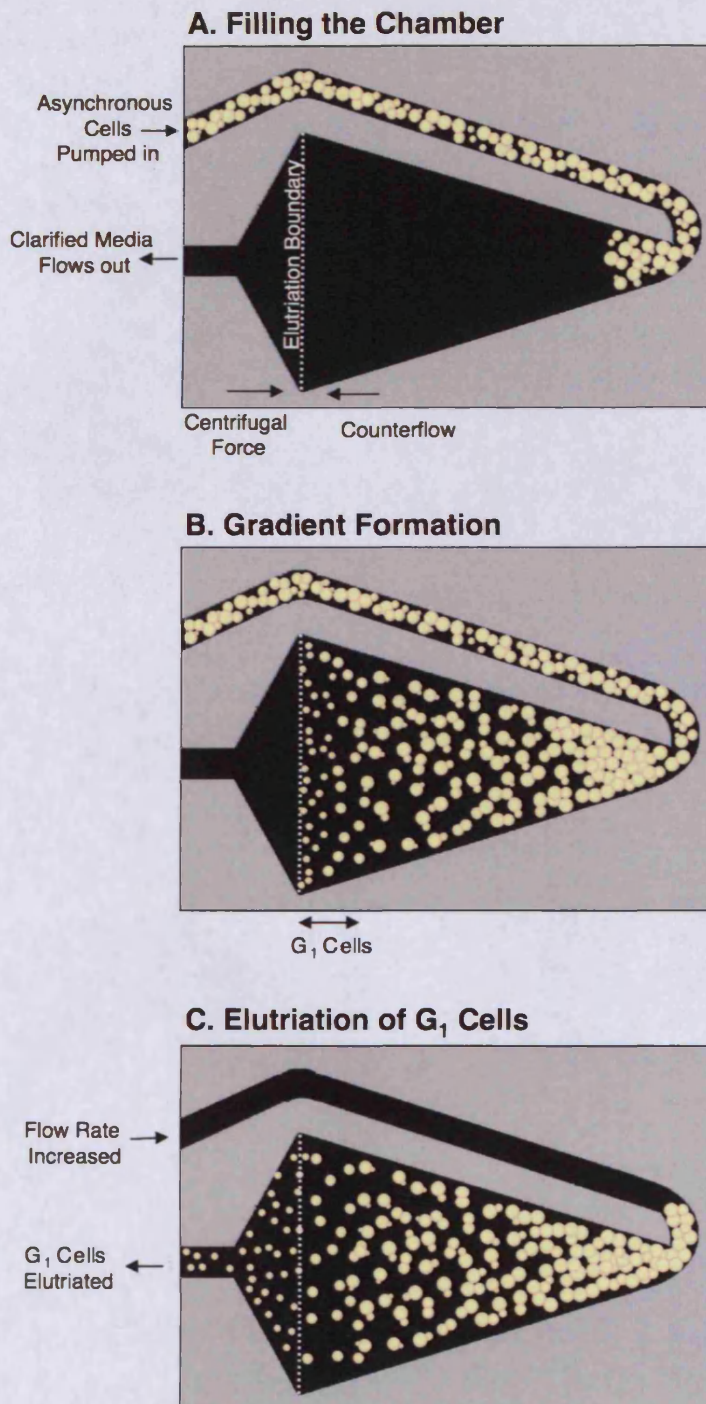 A. Filling the Chamber
Asynchronous
Cells
Pumped in
Clarified Media
Flows out
Elutriation Boundary
Centrifugal
Force
Counterflow
B. Gradient Formation
G₁ Cells
C. Elutriation of G₁ Cells
Flow Rate
Increased
G₁ Cells
Elutriated